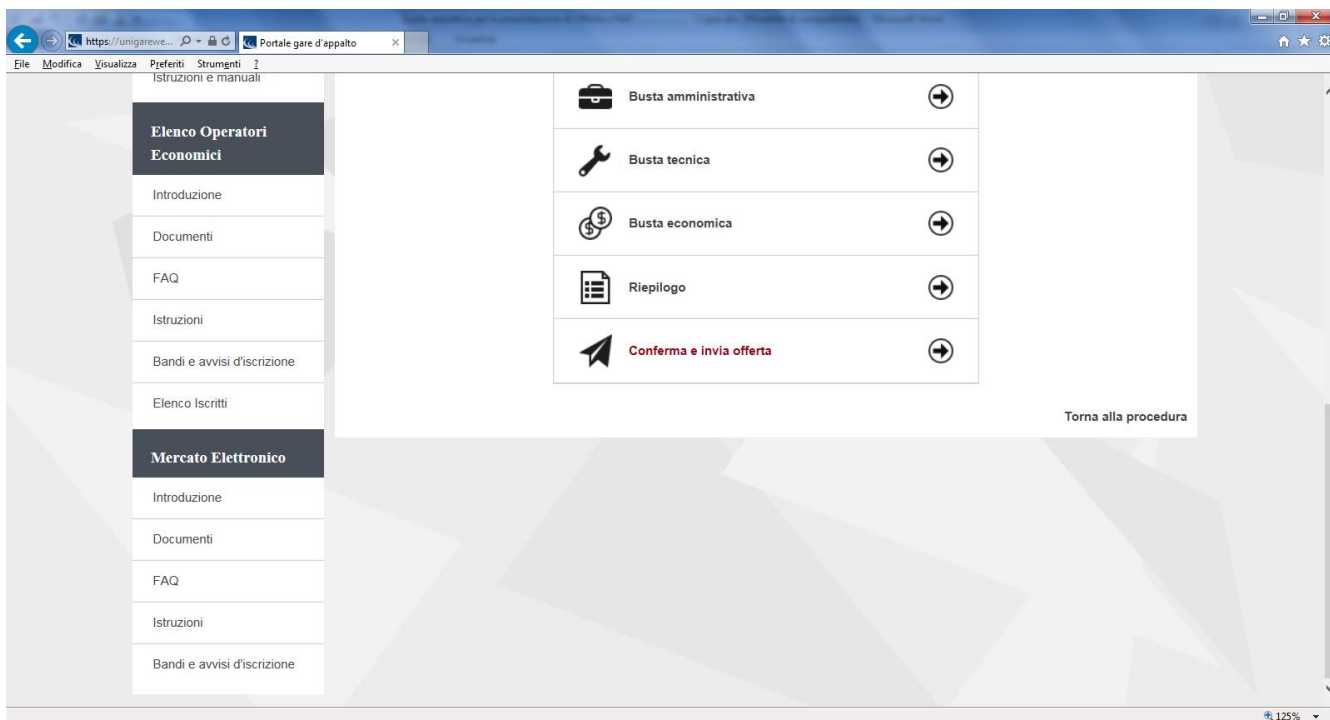 https://unigarewe...
Portale gare d'appalto
File Modifica Visualizza Preferiti Strumenti ?
Istruzioni e manuali
Elenco Operatori
Economici
Introduzione
Documenti
FAQ
Istruzioni
Bandi e avvisi d'iscrizione
Elenco Iscritti
Mercato Elettronico
Introduzione
Documenti
FAQ
Istruzioni
Bandi e avvisi d'iscrizione
Busta amministrativa
Busta tecnica
Busta economica
Riepilogo
Conferma e invia offerta
Torna alla procedura
125%